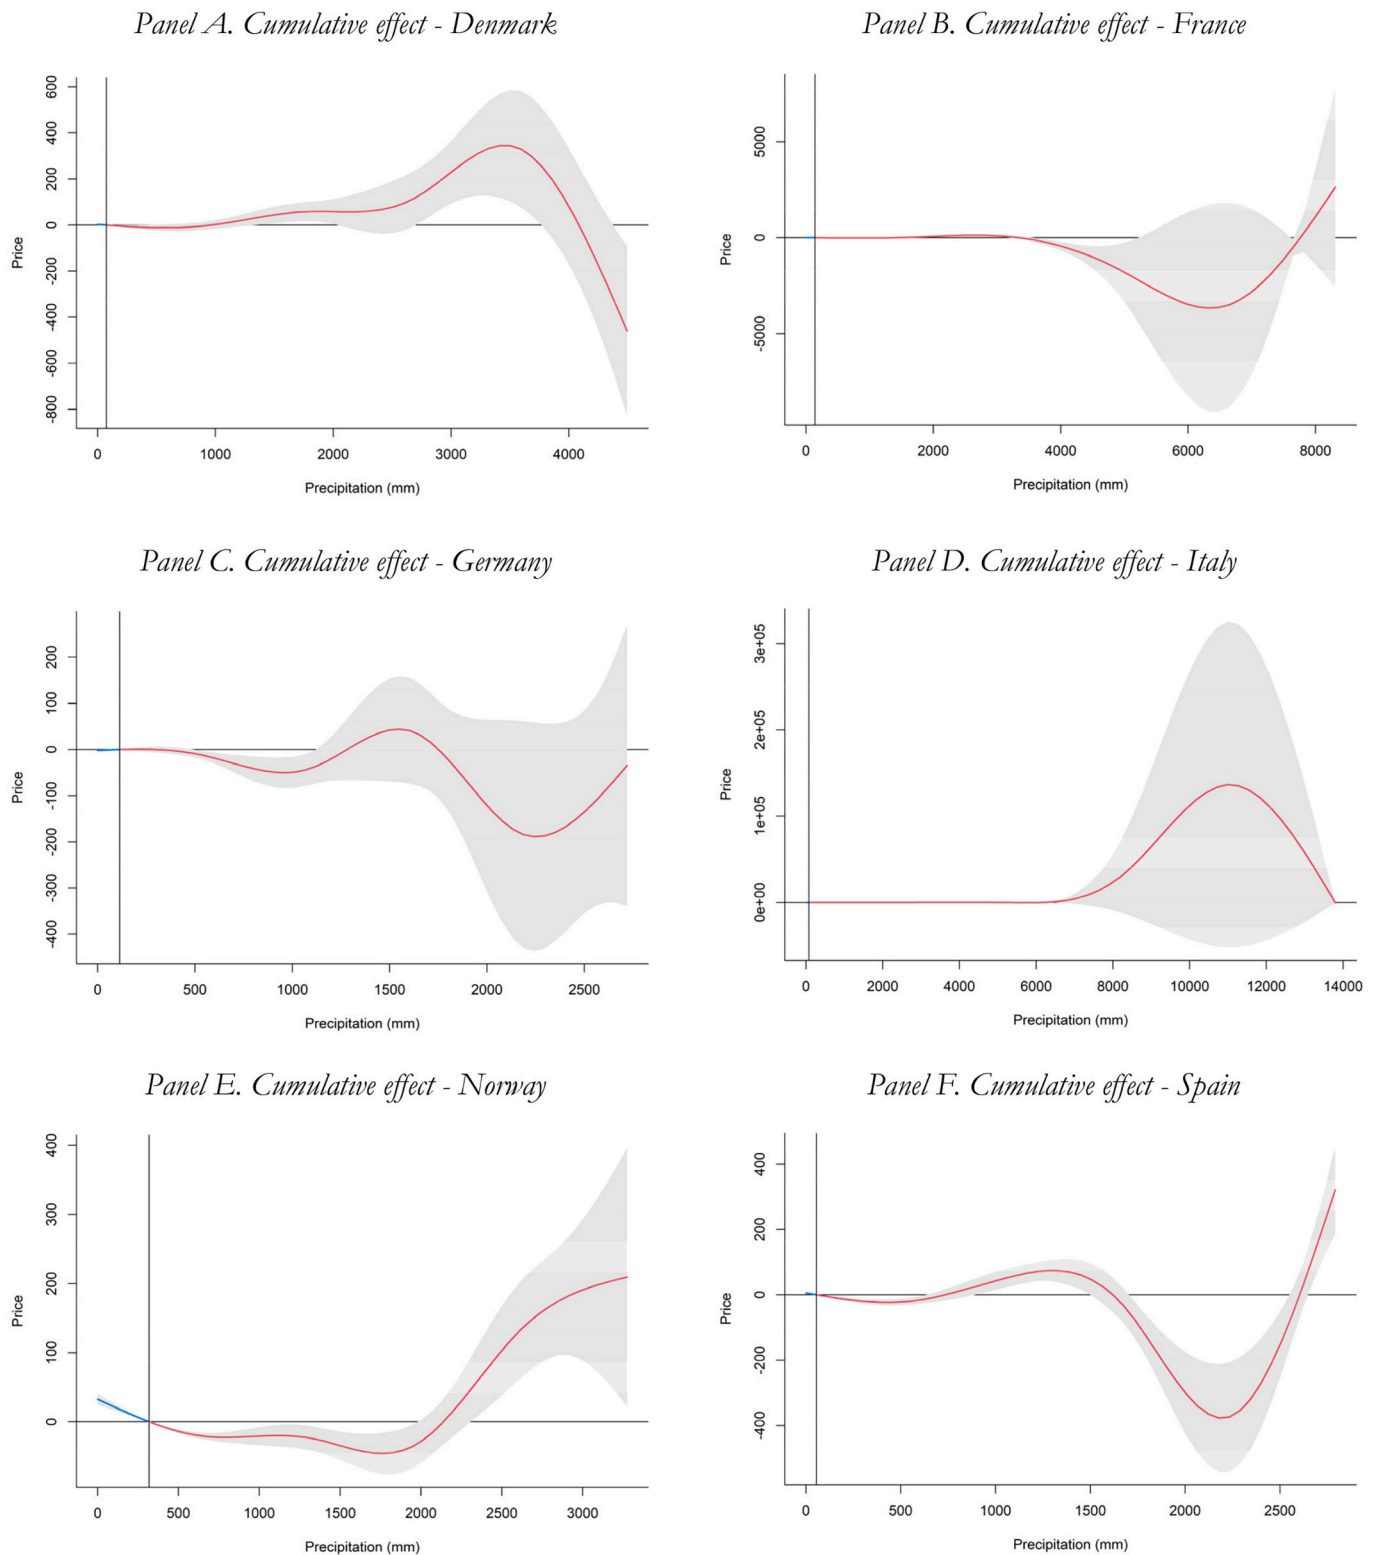 Panel A. Cumulative effect - Denmark
Panel B. Cumulative effect - France
600
400
200
0
-200
-400
-600
-800
Price
0 1000 2000 3000 4000
Precipitation (mm)
5000
0
-5000
Price
0 2000 4000 6000 8000
Precipitation (mm)
Panel C. Cumulative effect - Germany
Panel D. Cumulative effect - Italy
200
100
0
-100
-200
-300
-400
Price
0 500 1000 1500 2000 2500
Precipitation (mm)
3e+05
2e+05
1e+05
0e+00
Price
0 2000 4000 6000 8000 10000 12000 14000
Precipitation (mm)
Panel E. Cumulative effect - Norway
Panel F. Cumulative effect - Spain
400
300
200
100
0
Price
0 500 1000 1500 2000 2500 3000
Precipitation (mm)
400
200
0
-200
-400
Price
0 500 1000 1500 2000 2500
Precipitation (mm)